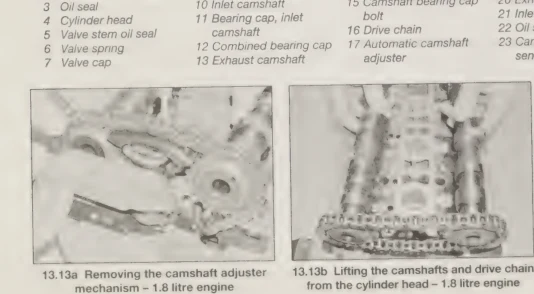 3 Oil seal
4 Cylinder head
5 Valve stem oil seal
6 Valve spring
7 Valve cap
10 Inlet camshaft
11 Bearing cap, inlet
camshaft
12 Combined bearing cap
13 Exhaust camshaft
15 Camshaft bearing cap
bolt
16 Drive chain
17 Automatic camshaft
adjuster
20
21 Inle
22 Oil
23 Car
sen
13.13a Removing the camshaft adjuster
mechanism – 1.8 litre engine
13.13b Lifting the camshafts and drive chain
from the cylinder head – 1.8 litre engine